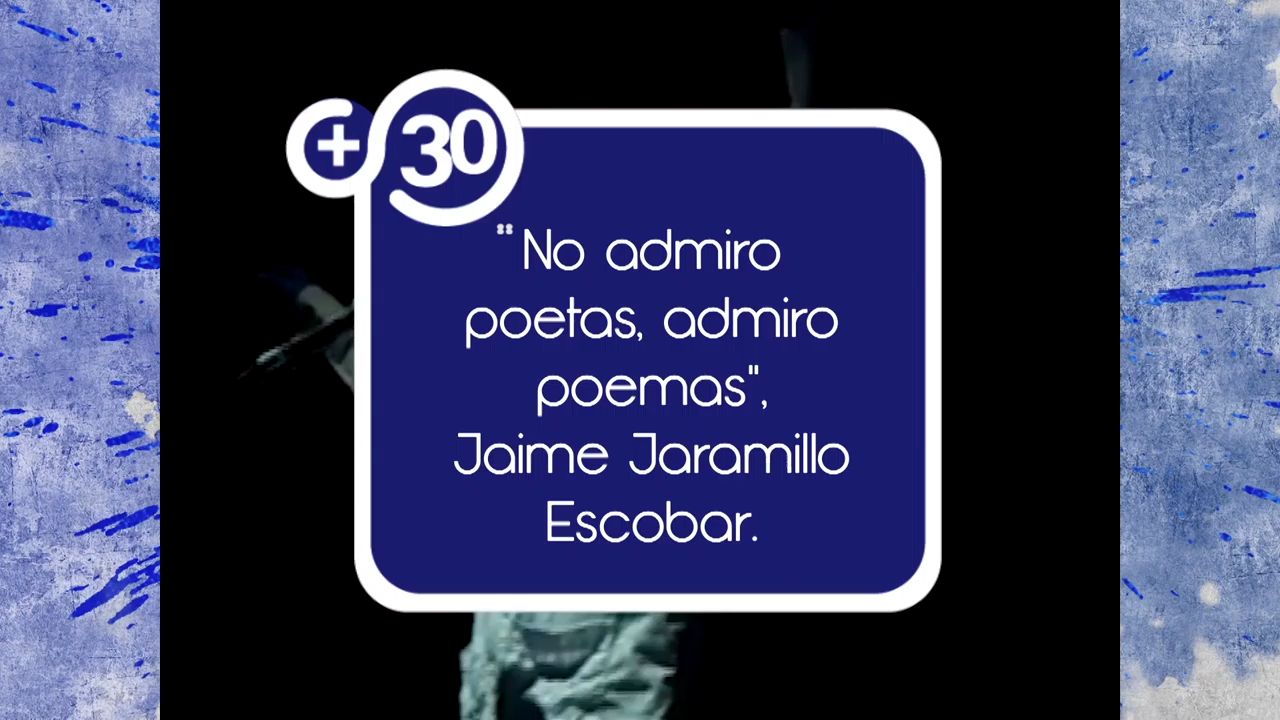 + 30
"No admiro
poetas, admiro
poemas",
Jaime Jaramillo
Escobar.